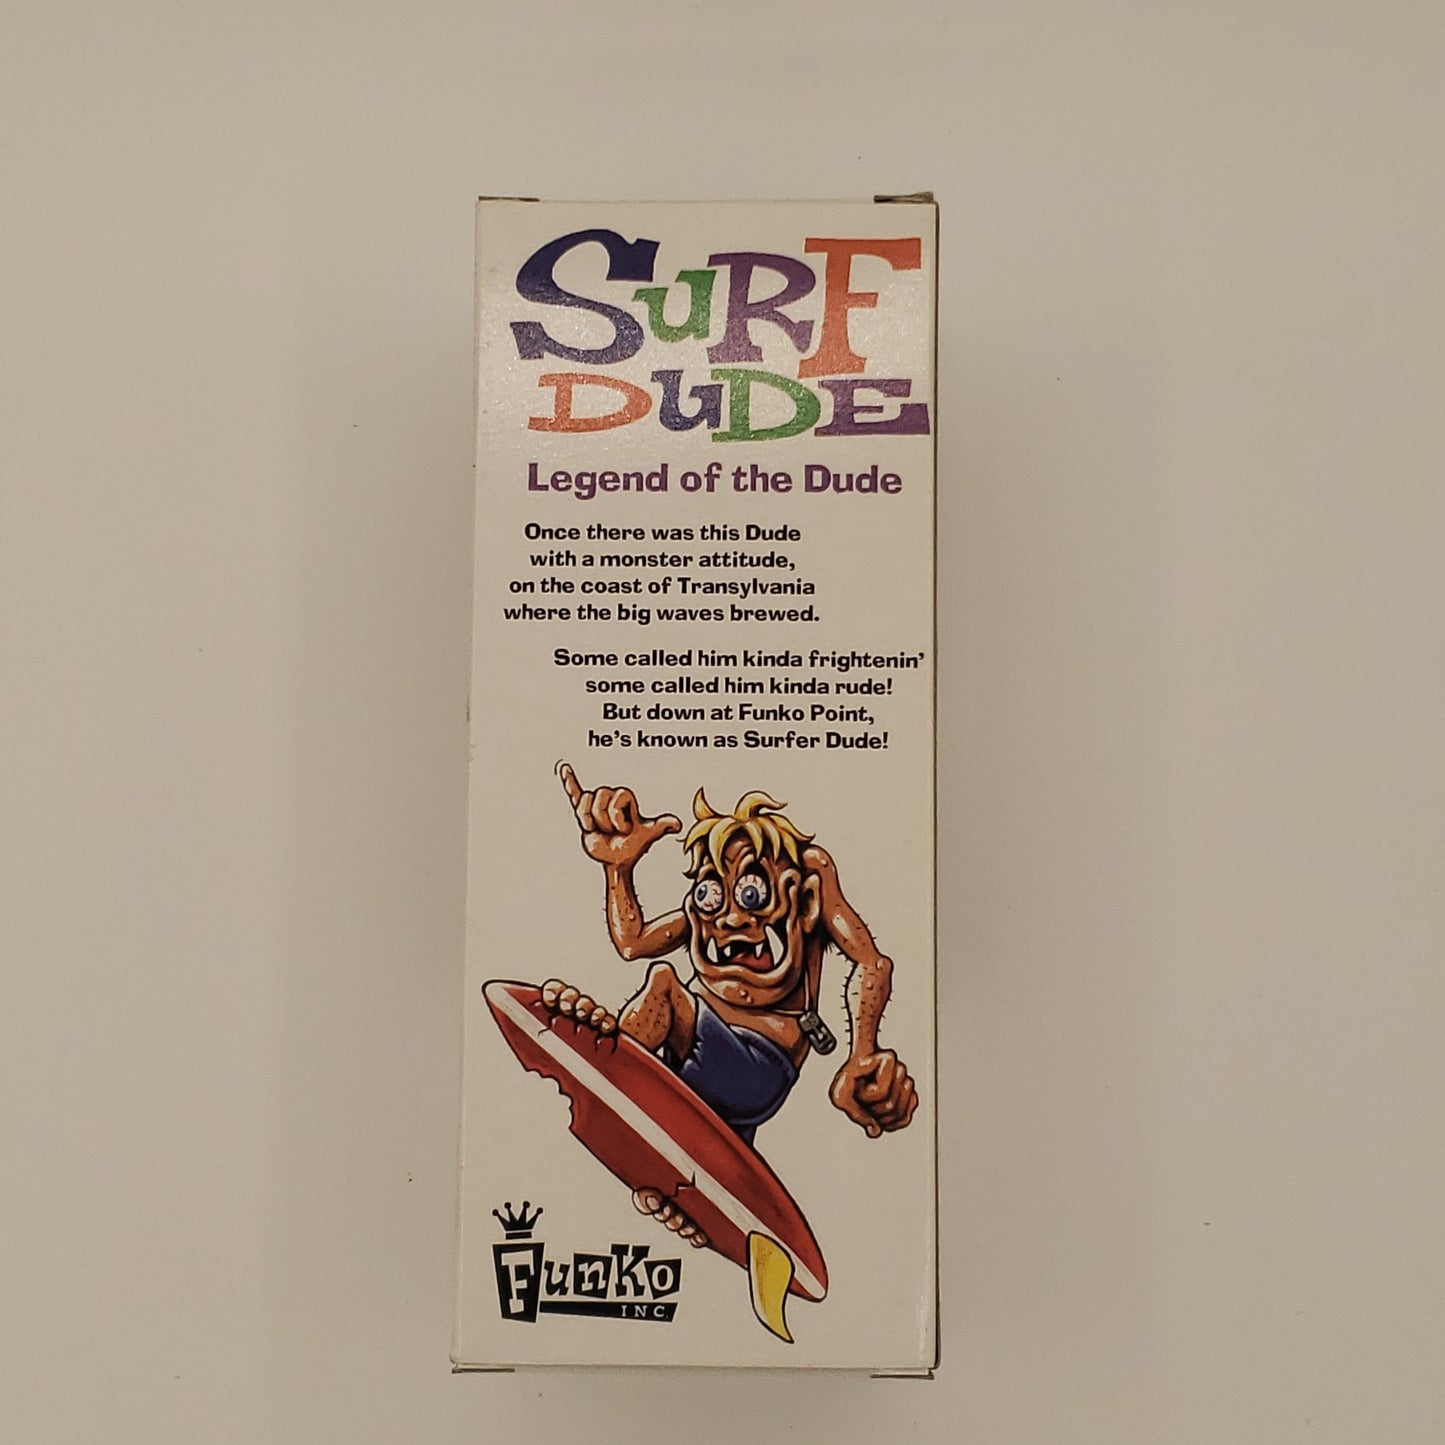 SuRF
DuDE
Legend of the Dude
Once there was this Dude
with a monster attitude,
on the coast of Transylvania
where the big waves brewed.
Some called him kinda frightenin'
some called him kinda rude!
But down at Funko Point,
he's known as Surfer Dude!
FunKo
INC.